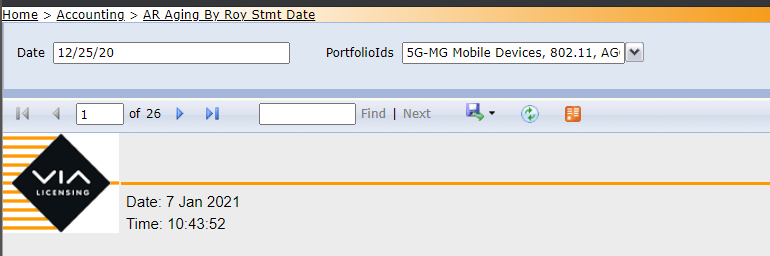 Home > Accounting > AR Aging By Roy Stmt Date
Date 12/25/20 PortfolioIds 5G-MG Mobile Devices, 802.11, AG
1 of 26 Find | Next
VIA
LICENSING
Date: 7 Jan 2021
Time: 10:43:52